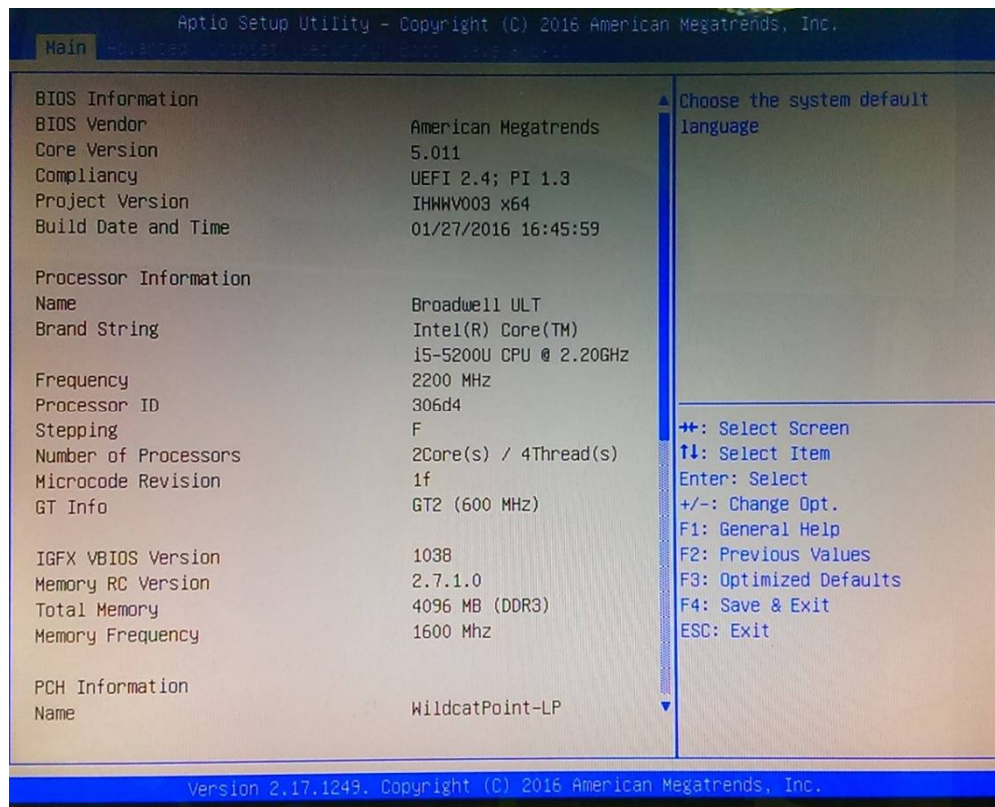 Aptio Setup Utility – Copyright (C) 2016 American Megatrends, Inc.
Main Advanced Chipset Security Boot Save & Exit
BIOS Information
BIOS Vendor American Megatrends
Core Version 5.011
Compliancy UEFI 2.4; PI 1.3
Project Version IHWWV003 x64
Build Date and Time 01/27/2016 16:45:59
Processor Information
Name Broadwell ULT
Brand String Intel(R) Core(TM)
i5-5200U CPU @ 2.20GHz
Frequency 2200 MHz
Processor ID 306d4
Stepping F
Number of Processors 2Core(s) / 4Thread(s)
Microcode Revision 1f
GT Info GT2 (600 MHz)
IGFX VBIOS Version 1038
Memory RC Version 2.7.1.0
Total Memory 4096 MB (DDR3)
Memory Frequency 1600 Mhz
PCH Information
Name WildcatPoint-LP
Choose the system default
language
→←: Select Screen
↑↓: Select Item
Enter: Select
+/-: Change Opt.
F1: General Help
F2: Previous Values
F3: Optimized Defaults
F4: Save & Exit
ESC: Exit
Version 2.17.1249. Copyright (C) 2016 American Megatrends, Inc.